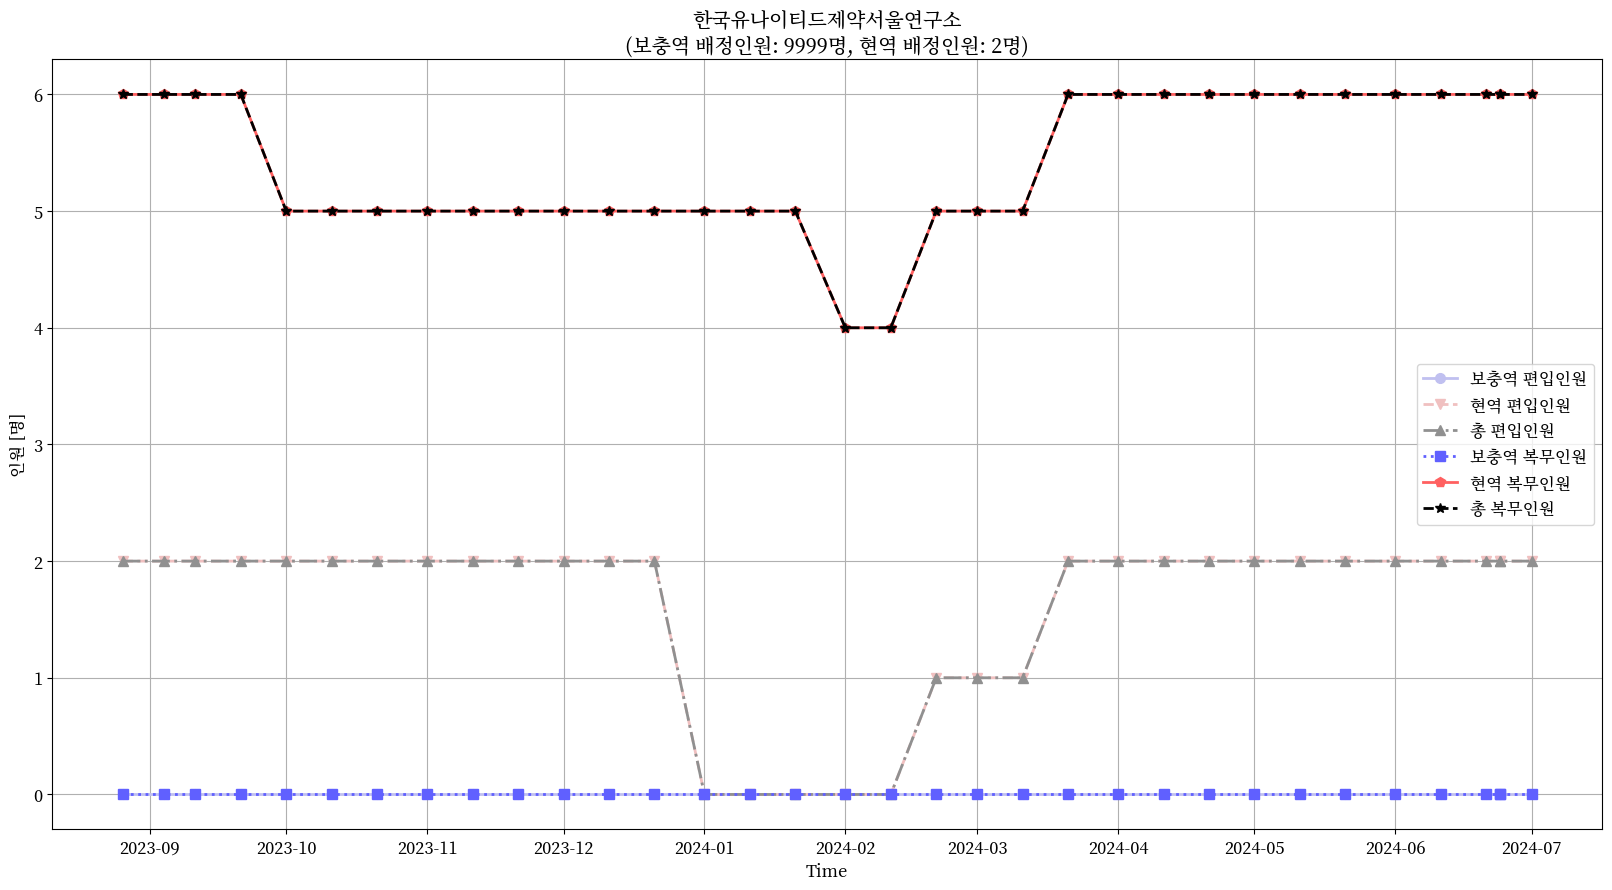 한국유나이티드제약서울연구소
(보충역 배정인원: 9999명, 현역 배정인원: 2명)
인원 [명]
6
5
4
3
2
1
0
보충역 편입인원
현역 편입인원
총 편입인원
보충역 복무인원
현역 복무인원
총 복무인원
2023-09 2023-10 2023-11 2023-12 2024-01 2024-02 2024-03 2024-04 2024-05 2024-06 2024-07
Time